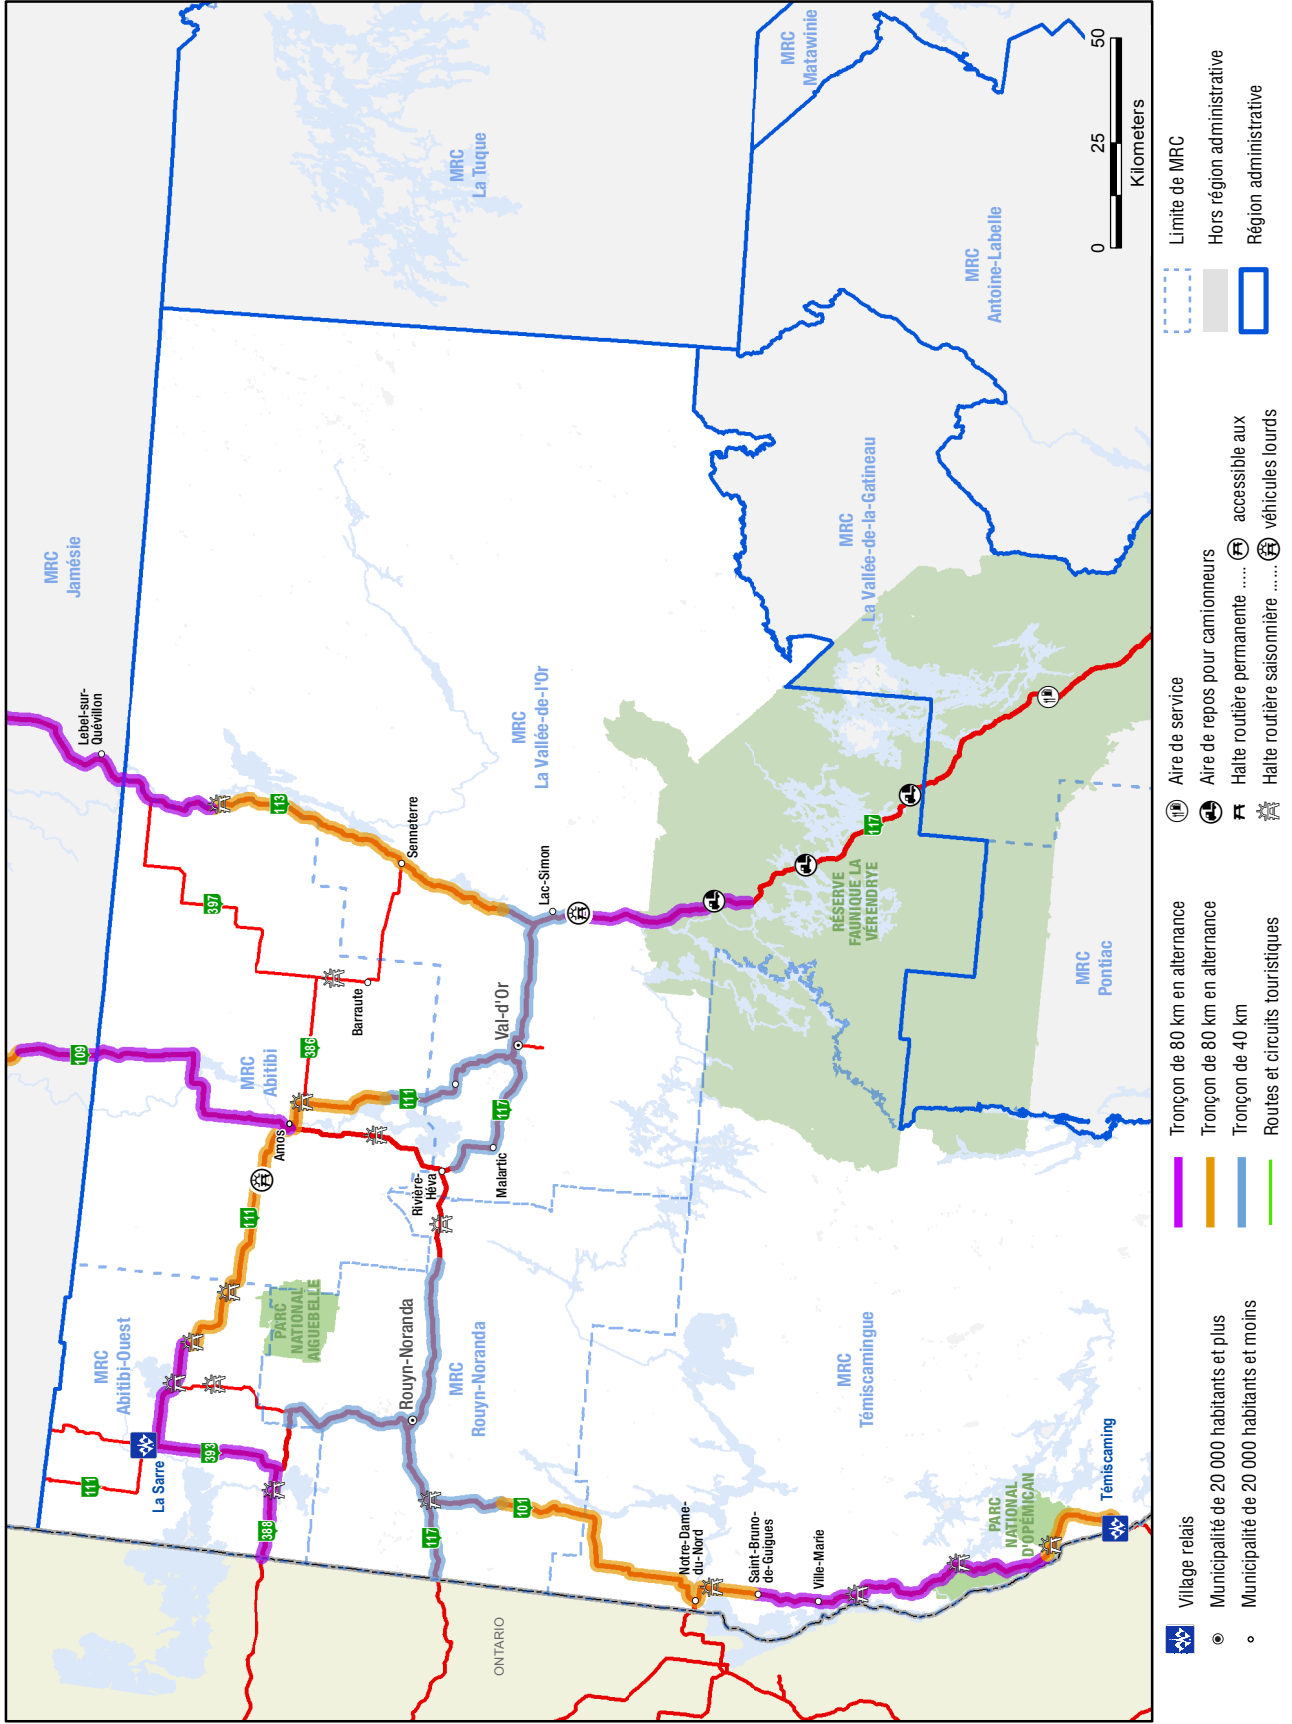 MRC
Jamésie
MRC
La Tuque
MRC
Matawinie
MRC
Antoine-Labelle
MRC
La Vallée-de-la-Gatineau
MRC
Pontiac
MRC
La Vallée-de-l'Or
MRC
Abitibi
MRC
Abitibi-Ouest
MRC
Rouyn-Noranda
MRC
Témiscamingue
Lebel-sur-
Quévillon
Senneterre
Lac-Simon
Barraute
Val-d'Or
Amos
Rivière-
Héva
Malartic
Rouyn-Noranda
La Sarre
Notre-Dame-
du-Nord
Saint-Bruno-
de-Guigues
Ville-Marie
Témiscaming
PARC
NATIONAL
AIGUEBELLE
PARC
NATIONAL
D'OPÉMICAN
RÉSERVE
FAUNIQUE LA
VÉRENDRYE
ONTARIO
113
397
109
386
111
117
111
117
111
393
388
117
101
0
25
50
Kilometers
Village relais
Municipalité de 20 000 habitants et plus
Municipalité de 20 000 habitants et moins
Tronçon de 80 km en alternance
Tronçon de 80 km en alternance
Tronçon de 40 km
Routes et circuits touristiques
Aire de service
Aire de repos pour camionneurs
Halte routière permanente ..... accessible aux
Halte routière saisonnière ...... véhicules lourds
Limite de MRC
Hors région administrative
Région administrative